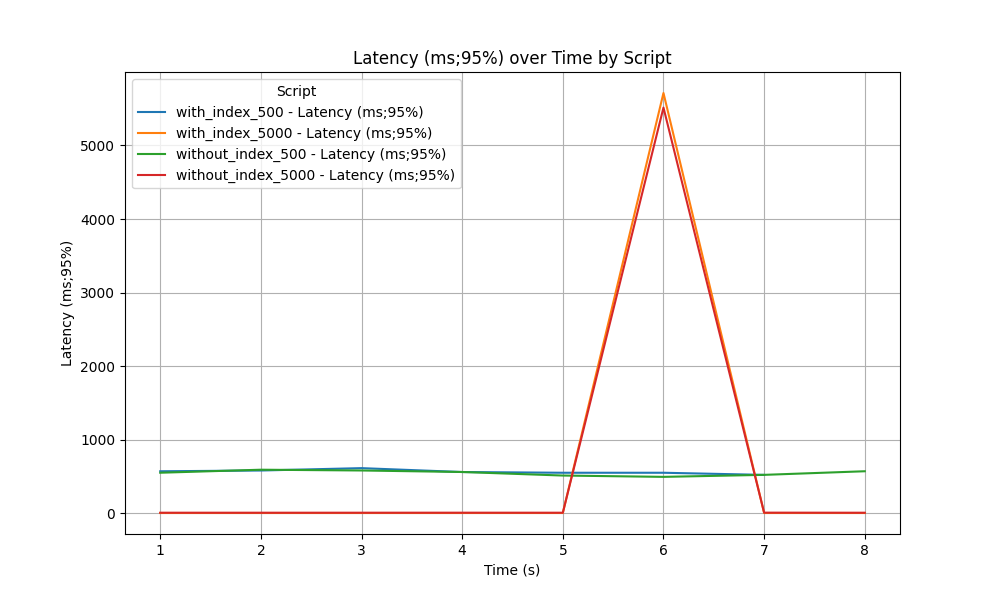 Latency (ms;95%) over Time by Script
Script
with_index_500 - Latency (ms;95%)
with_index_5000 - Latency (ms;95%)
without_index_500 - Latency (ms;95%)
without_index_5000 - Latency (ms;95%)
Latency (ms;95%)
5000
4000
3000
2000
1000
0
1 2 3 4 5 6 7 8
Time (s)